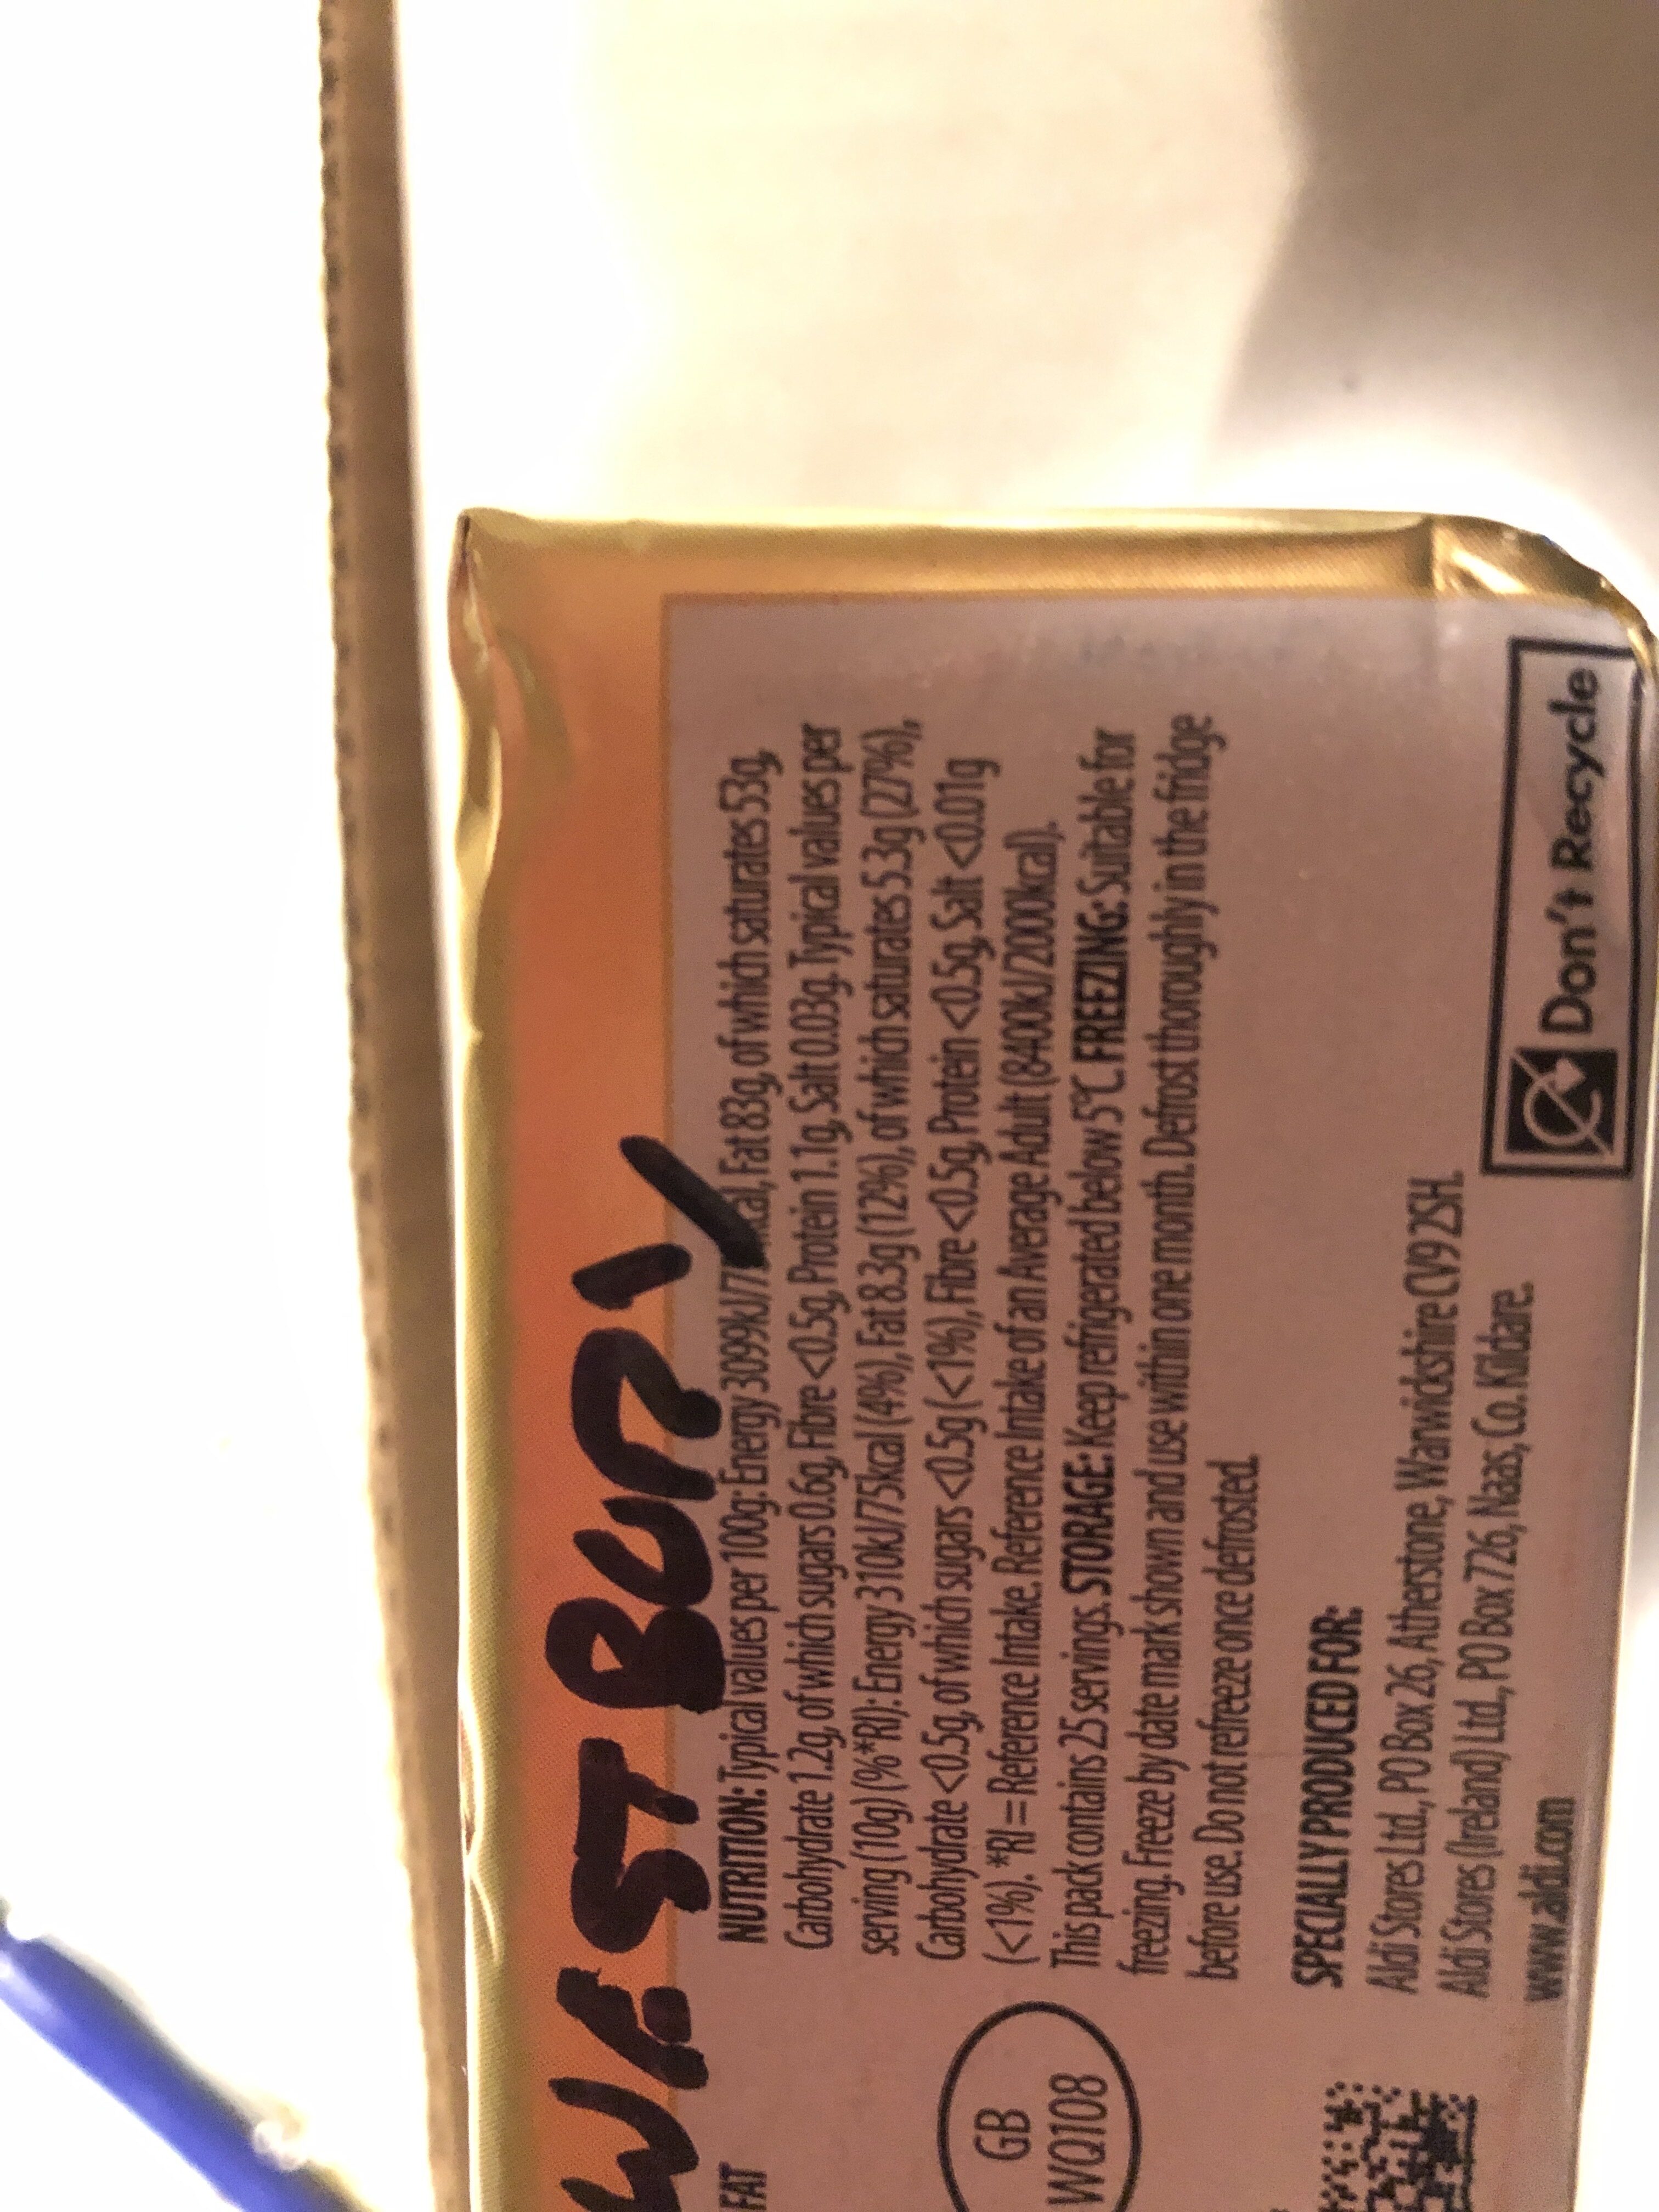 WEST BURY
FAT
NUTRITION: Typical values per 100g: Energy 3099kJ/7 kcal, Fat 83g, of which saturates 53g,
Carbohydrate 1.2g, of which sugars 0.6g, Fibre <0.5g, Protein 1.1g, Salt 0.03g. Typical values per
serving (10g) (%*RI): Energy 310kJ/75kcal (4%), Fat 8.3g (12%), of which saturates 5.3g (27%),
Carbohydrate <0.5g, of which sugars <0.5g (<1%), Fibre <0.5g, Protein <0.5g, Salt <0.01g
(<1%). *RI = Reference Intake. Reference Intake of an Average Adult (8400kJ/2000kcal).
This pack contains 25 servings. STORAGE: Keep refrigerated below 5°C. FREEZING: Suitable for
freezing. Freeze by date mark shown and use within one month. Defrost thoroughly in the fridge
before use. Do not refreeze once defrosted.
GB
WQ108
SPECIALLY PRODUCED FOR:
Aldi Stores Ltd., PO Box 26, Atherstone, Warwickshire CV9 2SH.
Aldi Stores (Ireland) Ltd., PO Box 726, Naas, Co. Kildare.
www.aldi.com
Don't Recycle